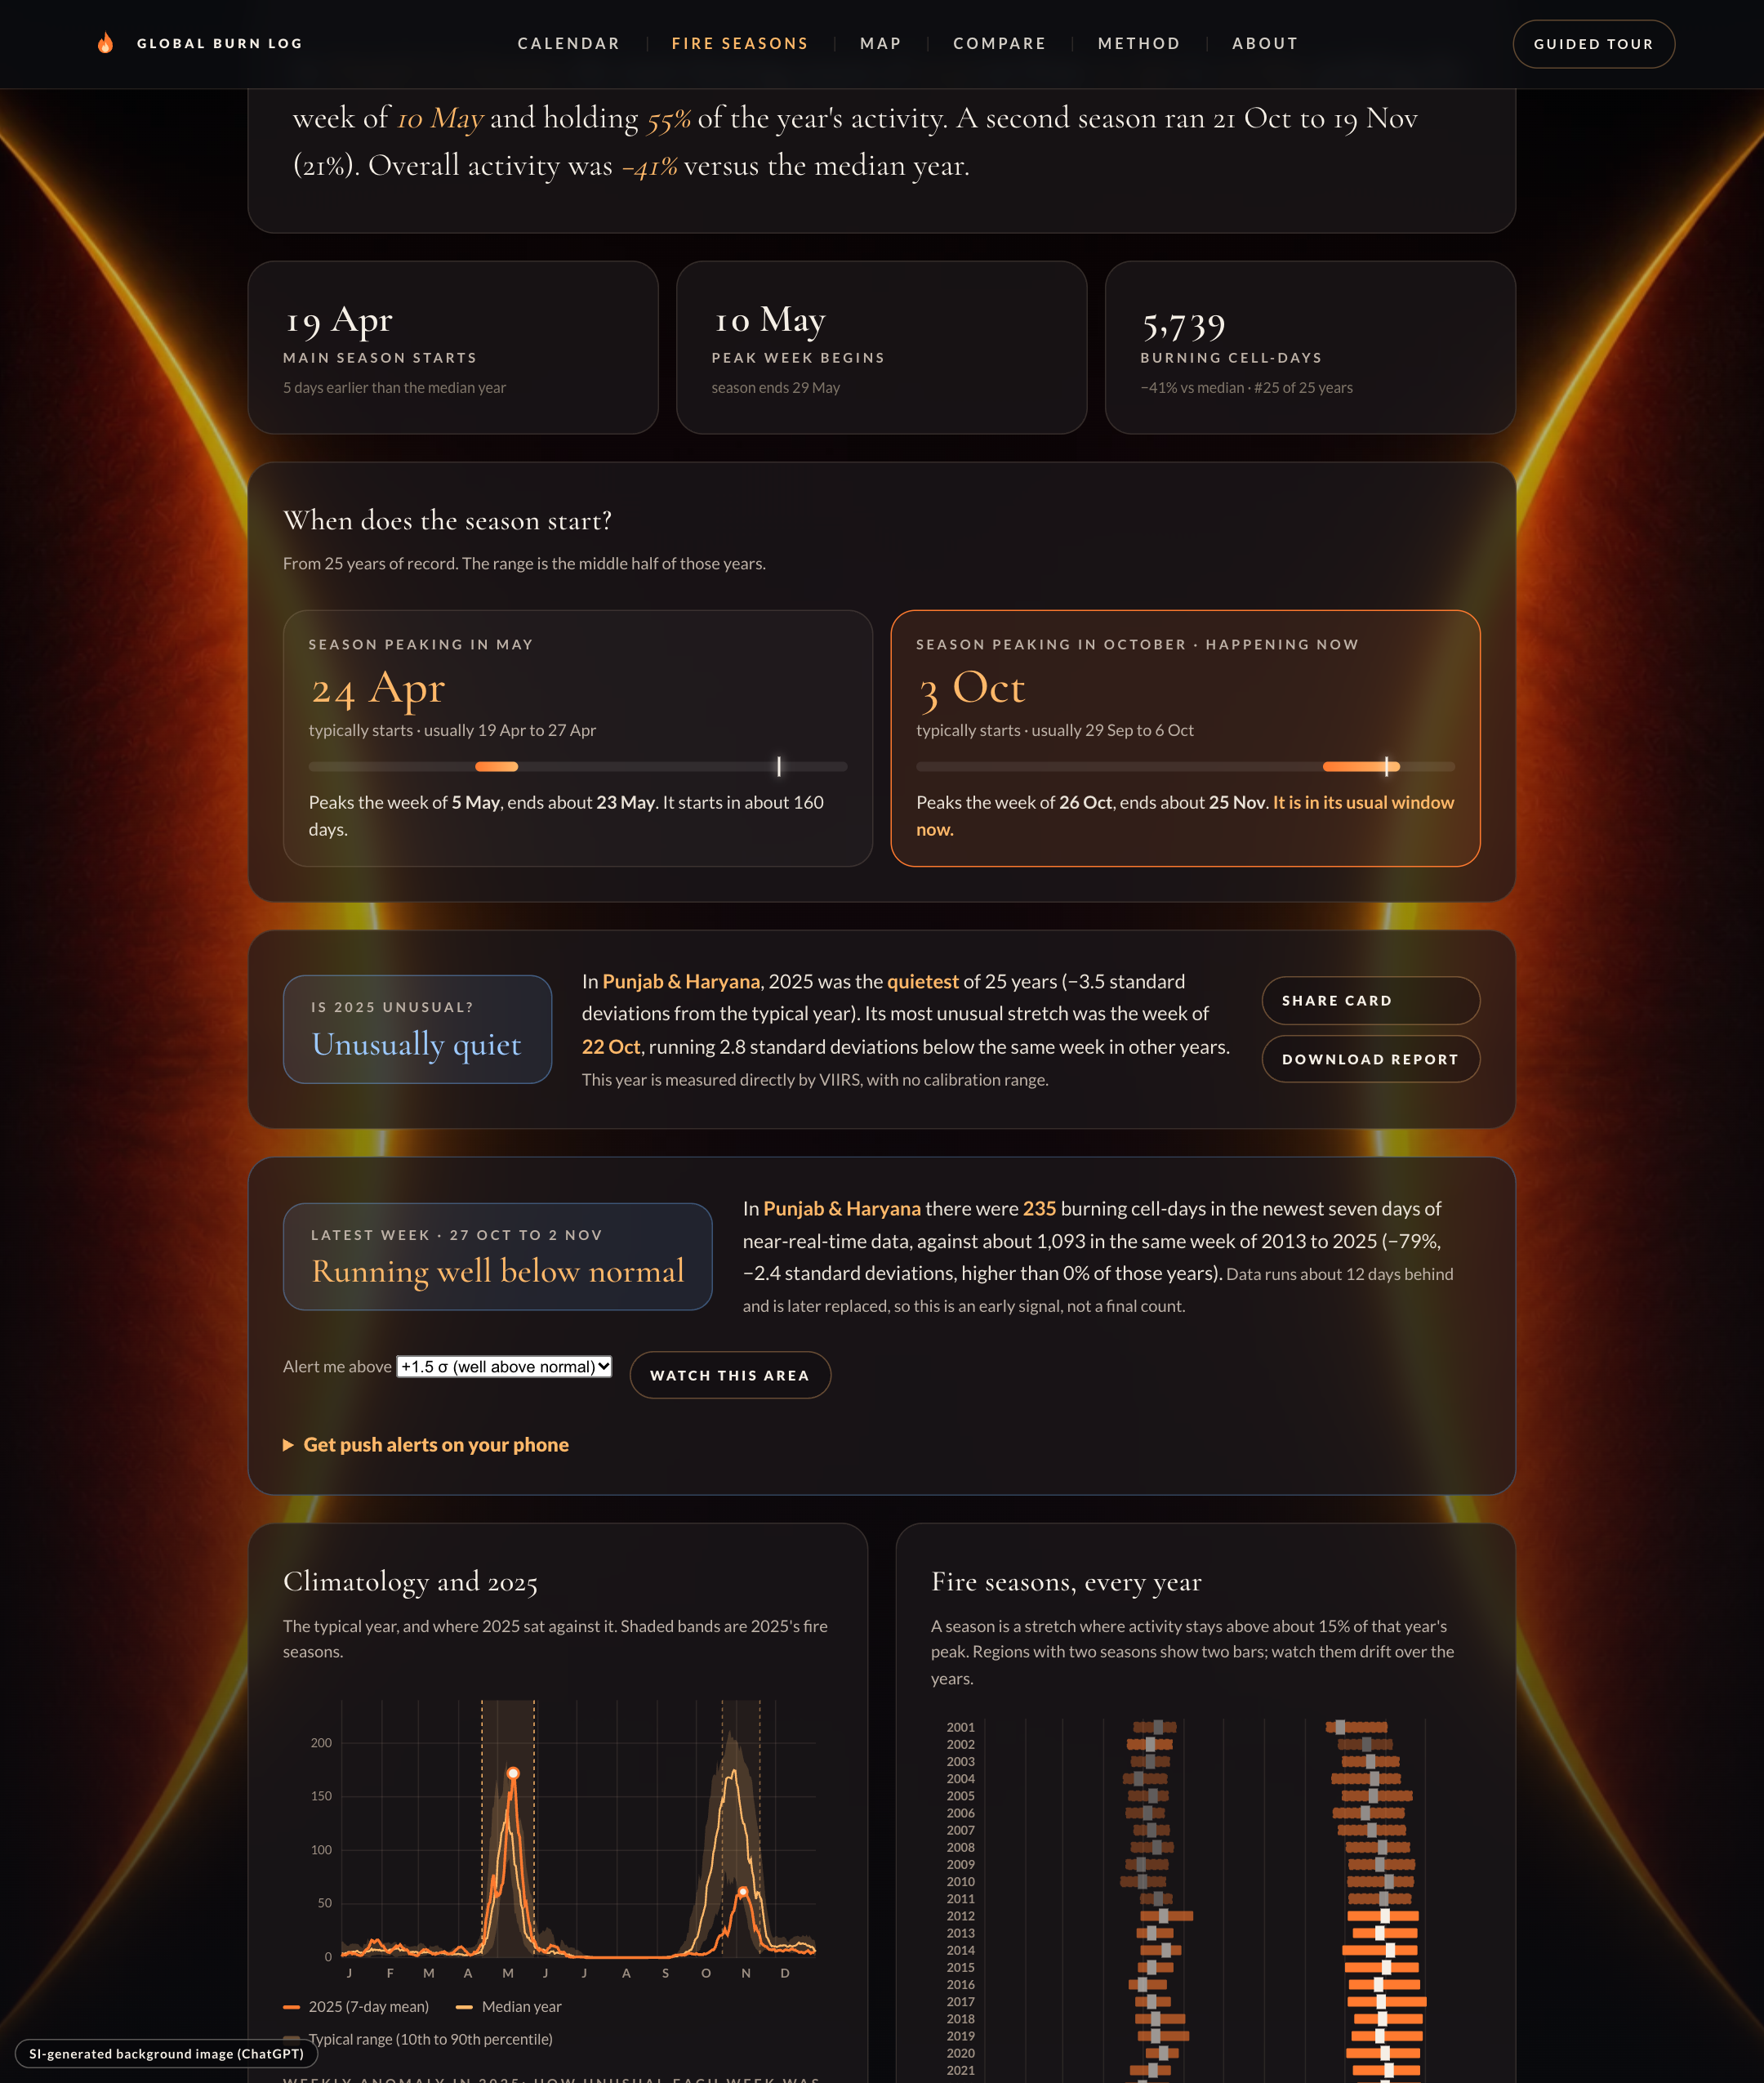 GLOBAL BURN LOG
CALENDAR
FIRE SEASONS
MAP
COMPARE
METHOD
ABOUT
GUIDED TOUR
week of 10 May and holding 55% of the year's activity. A second season ran 21 Oct to 19 Nov
(21%). Overall activity was −41% versus the median year.
19 Apr
MAIN SEASON STARTS
5 days earlier than the median year
10 May
PEAK WEEK BEGINS
season ends 29 May
5,739
BURNING CELL-DAYS
−41% vs median · #25 of 25 years
When does the season start?
From 25 years of record. The range is the middle half of those years.
SEASON PEAKING IN MAY
24 Apr
typically starts · usually 19 Apr to 27 Apr
Peaks the week of 5 May, ends about 23 May. It starts in about 160
days.
SEASON PEAKING IN OCTOBER · HAPPENING NOW
3 Oct
typically starts · usually 29 Sep to 6 Oct
Peaks the week of 26 Oct, ends about 25 Nov. It is in its usual window
now.
IS 2025 UNUSUAL?
Unusually quiet
In Punjab & Haryana, 2025 was the quietest of 25 years (−3.5 standard
deviations from the typical year). Its most unusual stretch was the week of
22 Oct, running 2.8 standard deviations below the same week in other years.
This year is measured directly by VIIRS, with no calibration range.
SHARE CARD
DOWNLOAD REPORT
LATEST WEEK · 27 OCT TO 2 NOV
Running well below normal
In Punjab & Haryana there were 235 burning cell-days in the newest seven days of
near-real-time data, against about 1,093 in the same week of 2013 to 2025 (−79%,
−2.4 standard deviations, higher than 0% of those years). Data runs about 12 days behind
and is later replaced, so this is an early signal, not a final count.
Alert me above +1.5 σ (well above normal)
WATCH THIS AREA
Get push alerts on your phone
Climatology and 2025
The typical year, and where 2025 sat against it. Shaded bands are 2025's fire
seasons.
200
150
100
50
0
J F M A M J J A S O N D
2025 (7-day mean)
Median year
Typical range (10th to 90th percentile)
WEEKLY ANOMALY IN 2025: HOW UNUSUAL EACH WEEK WAS
Fire seasons, every year
A season is a stretch where activity stays above about 15% of that year's
peak. Regions with two seasons show two bars; watch them drift over the
years.
2001
2002
2003
2004
2005
2006
2007
2008
2009
2010
2011
2012
2013
2014
2015
2016
2017
2018
2019
2020
2021
SI-generated background image (ChatGPT)